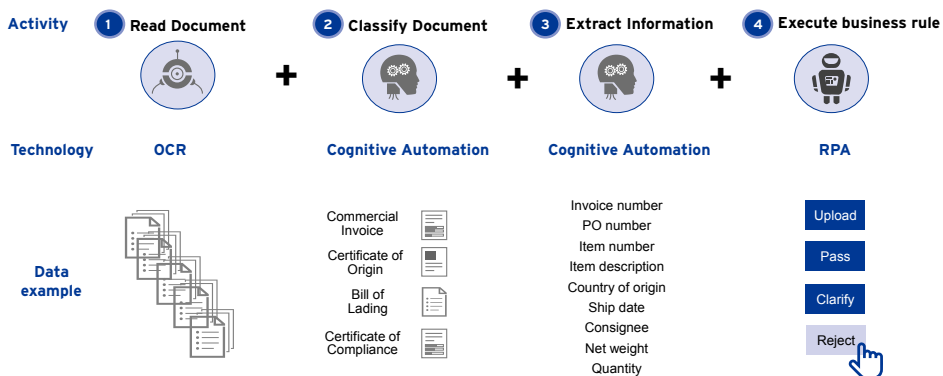 Activity
1 Read Document
2 Classify Document
3 Extract Information
4 Execute business rule
+
+
+
Technology
OCR
Cognitive Automation
Cognitive Automation
RPA
Data
example
Commercial
Invoice
Certificate of
Origin
Bill of
Lading
Certificate of
Compliance
Invoice number
PO number
Item number
Item description
Country of origin
Ship date
Consignee
Net weight
Quantity
Upload
Pass
Clarify
Reject